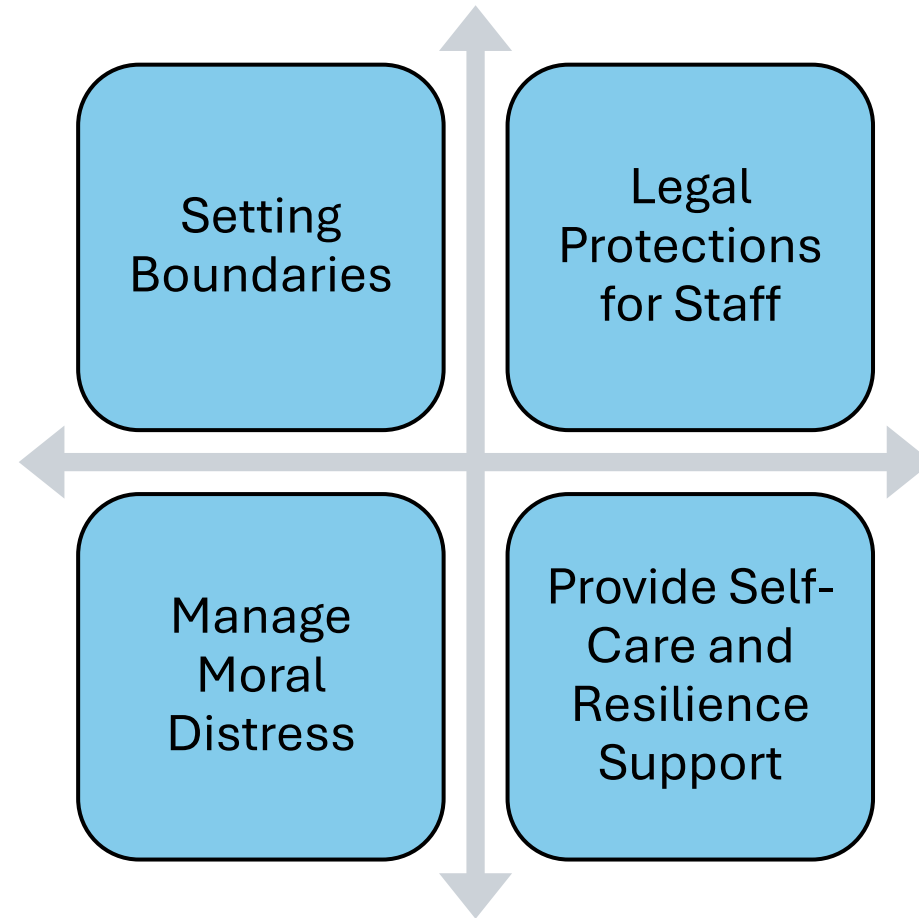 Setting
Boundaries
Legal
Protections
for Staff
Manage
Moral
Distress
Provide Self-
Care and
Resilience
Support